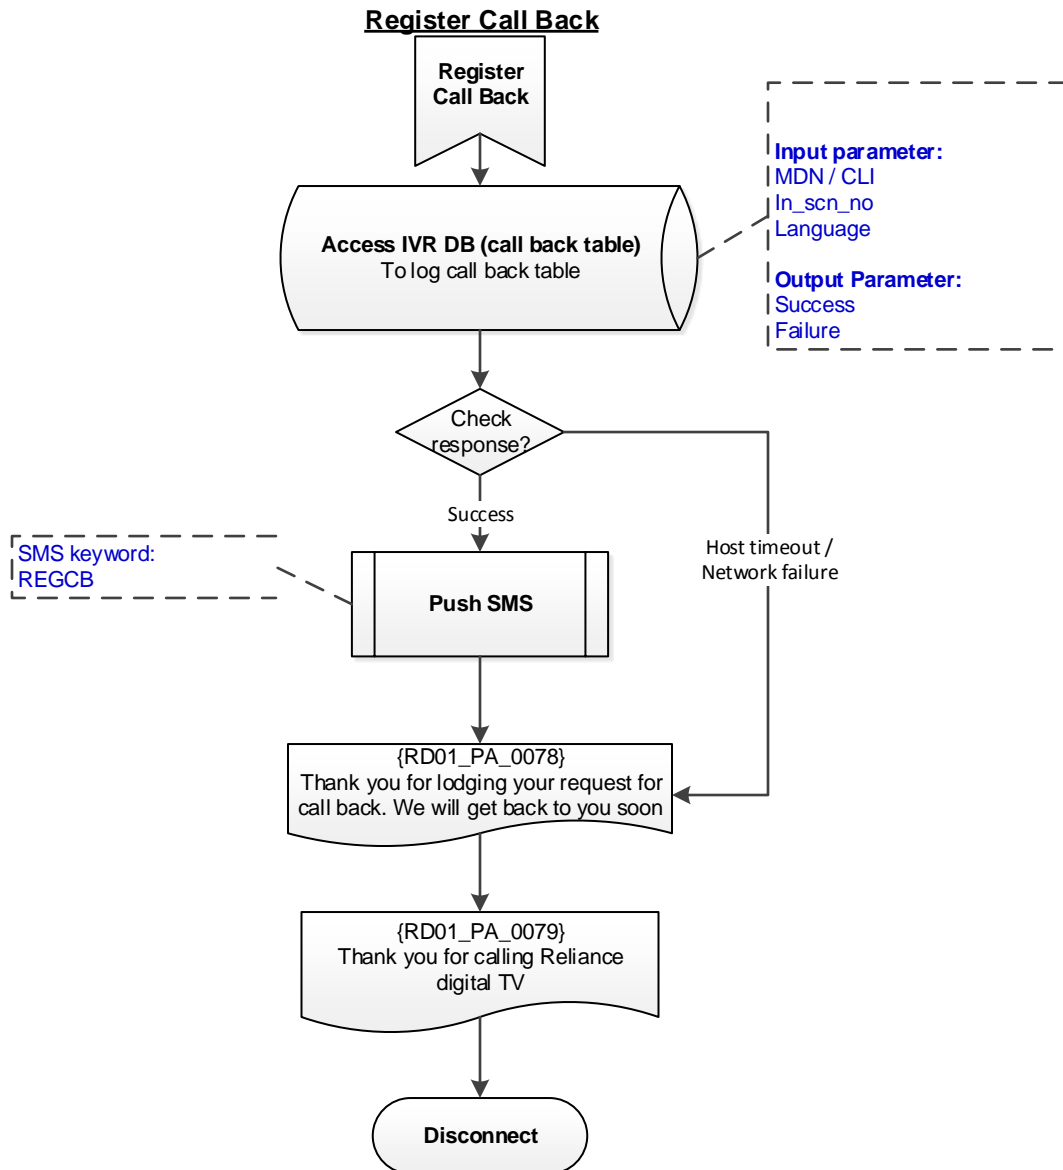 Register Call Back
Register
Call Back
Input parameter:
MDN / CLI
In_scn_no
Language
Output Parameter:
Success
Failure
Access IVR DB (call back table)
To log call back table
Check
response?
Success
Host timeout /
Network failure
SMS keyword:
REGCB
Push SMS
{RD01_PA_0078}
Thank you for lodging your request for
call back. We will get back to you soon
{RD01_PA_0079}
Thank you for calling Reliance
digital TV
Disconnect